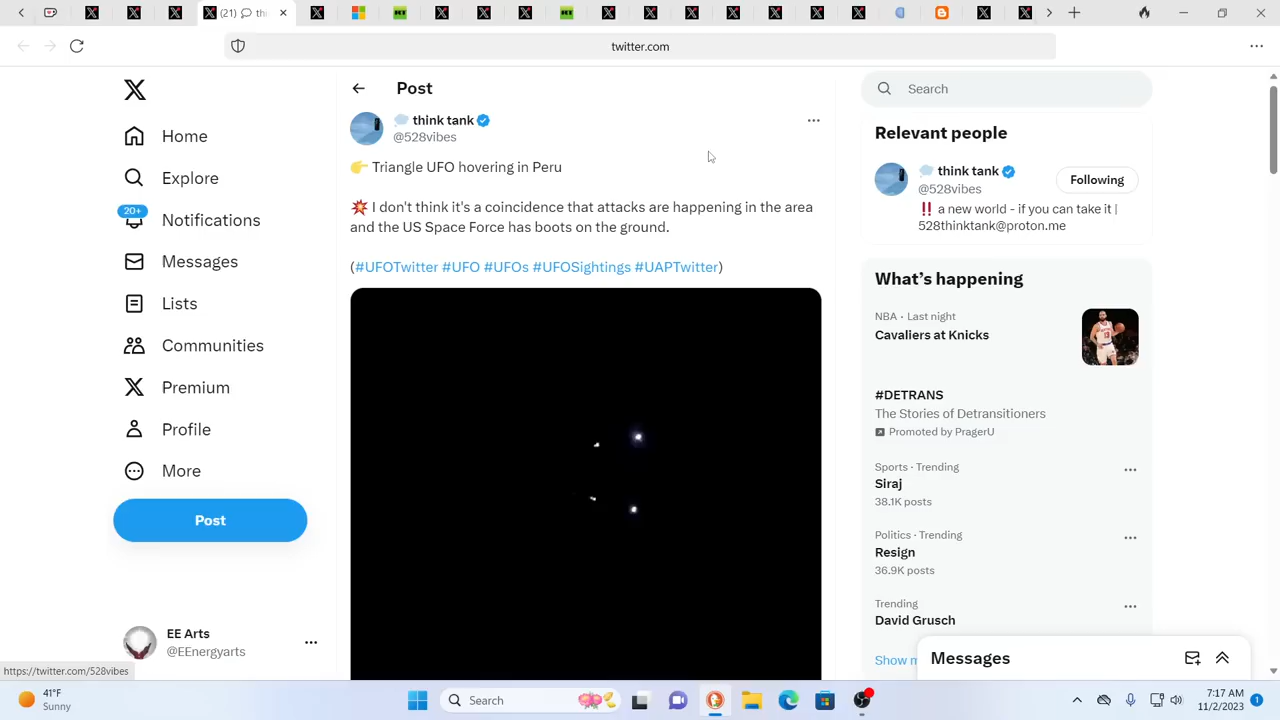 (21) 💬 thi
twitter.com
Post
think tank
@528vibes
👉 Triangle UFO hovering in Peru
💥 I don't think it's a coincidence that attacks are happening in the area
and the US Space Force has boots on the ground.
(#UFOTwitter #UFO #UFOs #UFOSightings #UAPTwitter)
Home
Explore
20+
Notifications
Messages
Lists
Communities
Premium
Profile
More
Post
EE Arts
@EEnergyarts
https://twitter.com/528vibes
Search
Relevant people
think tank
@528vibes
Following
‼️ a new world - if you can take it |
528thinktank@proton.me
What’s happening
NBA · Last night
Cavaliers at Knicks
#DETRANS
The Stories of Detransitioners
Promoted by PragerU
Sports · Trending
Siraj
38.1K posts
Politics · Trending
Resign
36.9K posts
Trending
David Grusch
Show m
Messages
41°F
Sunny
Search
7:17 AM
11/2/2023
1